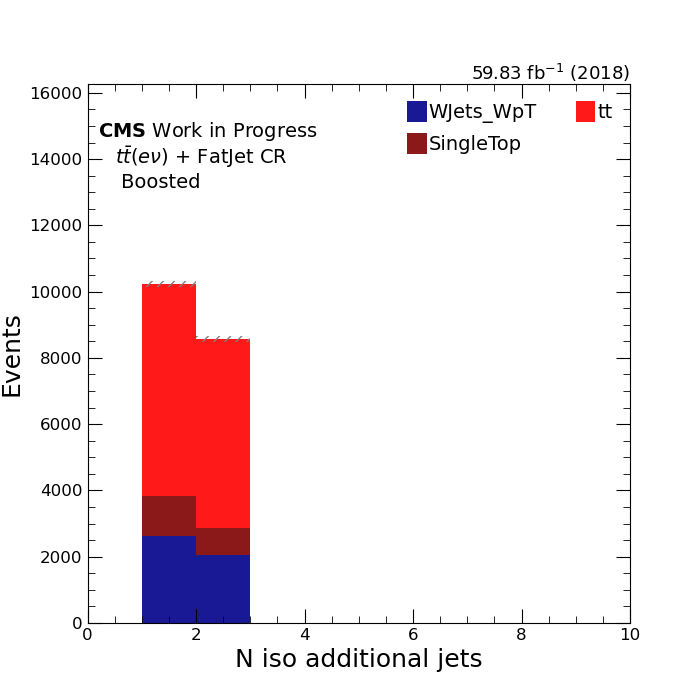 59.83 fb⁻¹ (2018)
WJets_WpT
tt
SingleTop
CMS Work in Progress
tt̄(eν) + FatJet CR
Boosted
16000
14000
12000
10000
8000
6000
4000
2000
0
Events
0 2 4 6 8 10
N iso additional jets